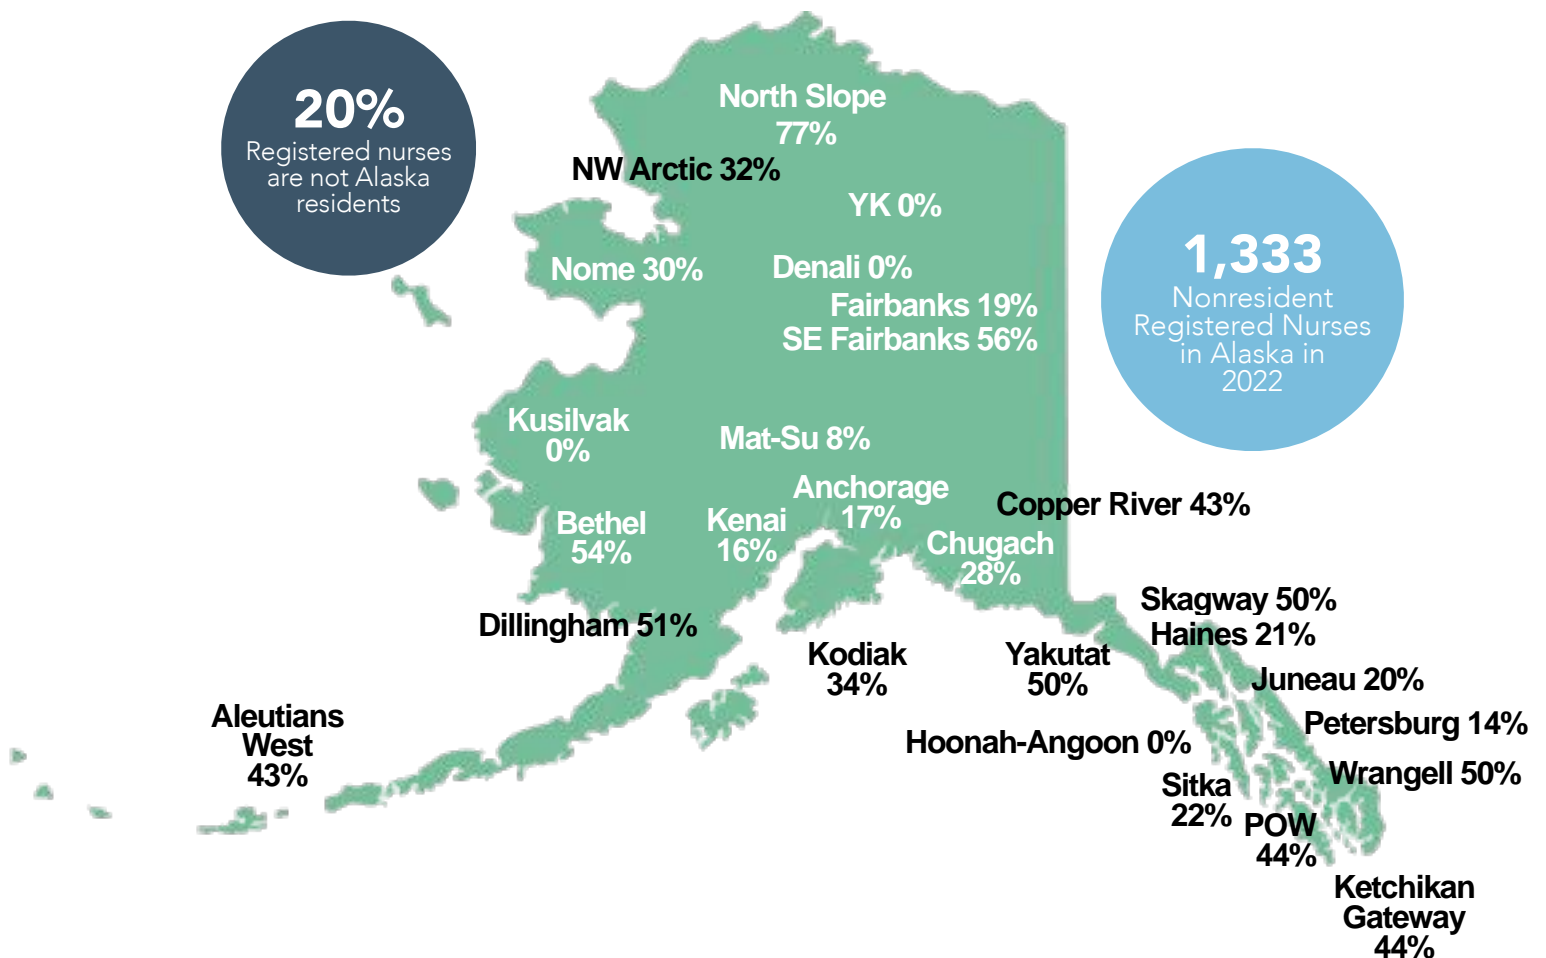 20%
Registered nurses
are not Alaska
residents
North Slope
77%
NW Arctic 32%
YK 0%
Nome 30%
Denali 0%
Fairbanks 19%
SE Fairbanks 56%
1,333
Nonresident
Registered Nurses
in Alaska in
2022
Kusilvak
0%
Mat-Su 8%
Anchorage
17%
Copper River 43%
Bethel
54%
Kenai
16%
Chugach
28%
Dillingham 51%
Kodiak
34%
Yakutat
50%
Skagway 50%
Haines 21%
Juneau 20%
Petersburg 14%
Aleutians
West
43%
Hoonah-Angoon 0%
Wrangell 50%
Sitka
22%
POW
44%
Ketchikan
Gateway
44%